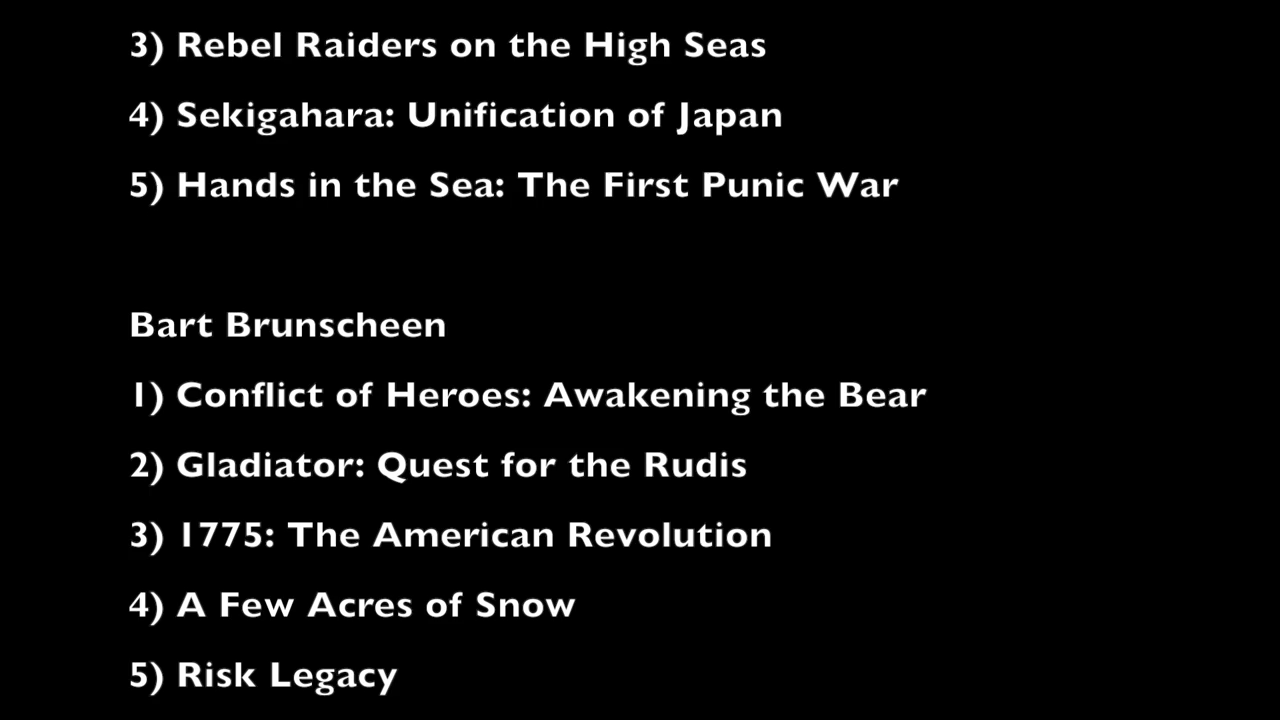 3) Rebel Raiders on the High Seas
4) Sekigahara: Unification of Japan
5) Hands in the Sea: The First Punic War
Bart Brunscheen
1) Conflict of Heroes: Awakening the Bear
2) Gladiator: Quest for the Rudis
3) 1775: The American Revolution
4) A Few Acres of Snow
5) Risk Legacy